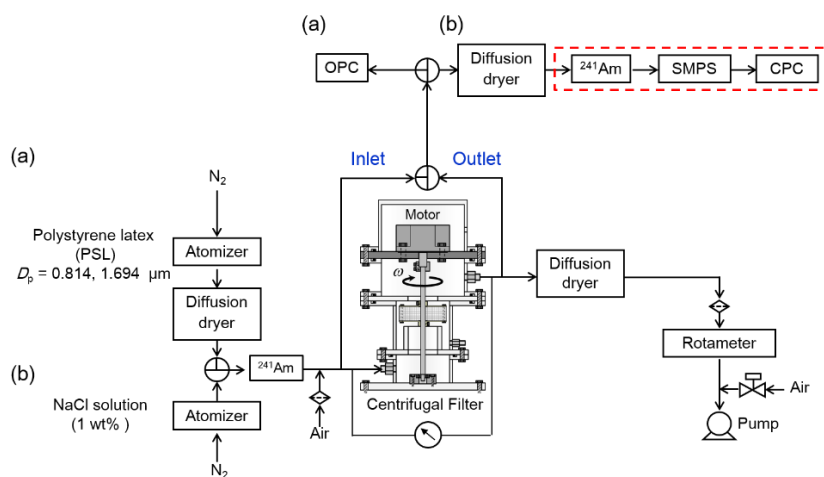 (a)
(b)
OPC
Diffusion
dryer
²⁴¹Am
SMPS
CPC
(a)
Inlet
Outlet
N₂
Motor
Polystyrene latex
(PSL)
Dₚ = 0.814, 1.694 μm
Atomizer
ω
Diffusion
dryer
Diffusion
dryer
Rotameter
(b)
²⁴¹Am
NaCl solution
(1 wt% )
Atomizer
Centrifugal Filter
Air
Air
Pump
N₂